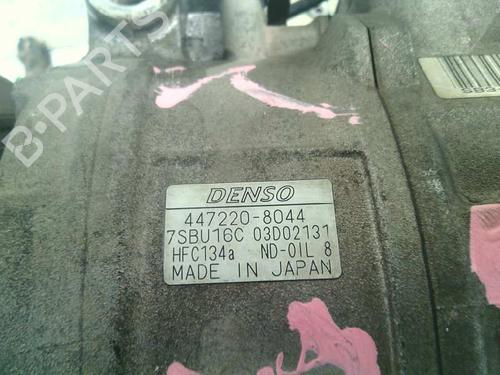 B-PARTS
DENSO
447220-8044
7SBU16C 03D02131
HFC134a ND-OIL 8
MADE IN JAPAN